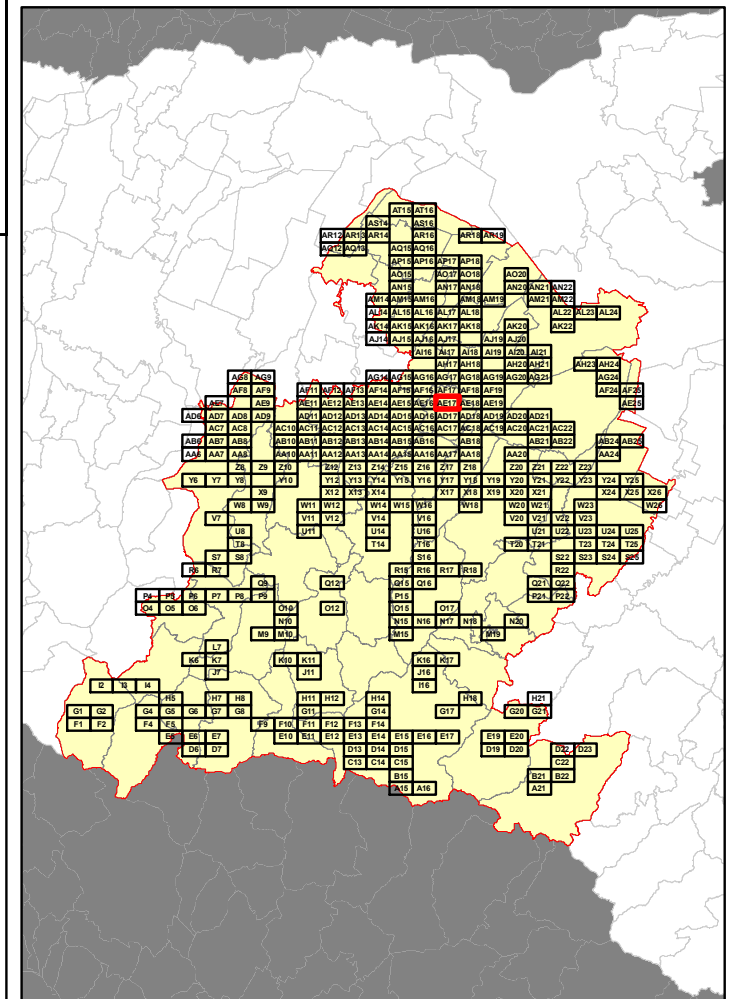 AT15 AT16
AS14 AS16
AR12 AR13 AR14 AR16 AR18 AR19
AQ12 AQ13 AQ15 AQ16
AP15 AP16 AP17 AP18
AO15 AO17 AO18 AO20
AN15 AN17 AN18 AN20 AN21 AN22
AM14 AM15 AM16 AM18 AM19 AM21 AM22
AL14 AL15 AL16 AL17 AL18 AL22 AL23 AL24
AK14 AK15 AK16 AK17 AK18 AK20 AK22
AJ14 AJ15 AJ16 AJ17 AJ19 AJ20
AI16 AI17 AI18 AI19 AI20 AI21
AH17 AH18 AH20 AH21 AH23 AH24
AG8 AG9 AG14 AG15 AG16 AG17 AG18 AG19 AG20 AG21 AG24
AF8 AF9 AF11 AF12 AF13 AF14 AF15 AF16 AF17 AF18 AF19 AF24 AF25
AE7 AE9 AE11 AE12 AE13 AE14 AE15 AE16 AE17 AE18 AE19 AE25
AD6 AD7 AD8 AD9 AD11 AD12 AD13 AD14 AD15 AD16 AD17 AD18 AD19 AD20 AD21
AC7 AC8 AC10 AC11 AC12 AC13 AC14 AC15 AC16 AC17 AC18 AC19 AC20 AC21 AC22
AB6 AB7 AB8 AB10 AB11 AB12 AB13 AB14 AB15 AB16 AB17 AB18 AB21 AB22 AB24 AB25
AA6 AA7 AA8 AA10 AA11 AA12 AA13 AA14 AA15 AA16 AA17 AA18 AA20 AA24
Z8 Z9 Z10 Z12 Z13 Z14 Z15 Z16 Z17 Z18 Z20 Z21 Z22 Z23
Y6 Y7 Y8 Y10 Y12 Y13 Y14 Y15 Y16 Y17 Y18 Y19 Y20 Y21 Y22 Y23 Y24 Y25
X9 X12 X13 X14 X17 X18 X19 X20 X21 X24 X25 X26
W8 W9 W11 W12 W14 W15 W16 W18 W20 W21 W23 W26
V7 V11 V12 V14 V16 V20 V21 V22 V23
U8 U11 U14 U16 U21 U22 U23 U24 U25
T8 T14 T16 T20 T21 T23 T24 T25
S7 S8 S16 S22 S23 S24 S25
R6 R7 R15 R16 R17 R18 R22
Q9 Q12 Q15 Q16 Q21 Q22
P4 P5 P6 P7 P8 P9 P15 P21 P22
O4 O5 O6 O10 O12 O15 O17
N10 N15 N16 N17 N18 N20
M9 M10 M15 M19
L7
K6 K7 K10 K11 K16 K17
J7 J11 J16
I2 I3 I4 I16
H5 H7 H8 H11 H12 H14 H18 H21
G1 G2 G4 G5 G6 G7 G8 G11 G14 G17 G20 G21
F1 F2 F4 F5 F9 F10 F11 F12 F13 F14
E5 E6 E7 E10 E11 E12 E13 E14 E15 E16 E17 E19 E20
D6 D7 D13 D14 D15 D19 D20 D22 D23
C13 C14 C15 C22
B15 B21 B22
A15 A16 A21